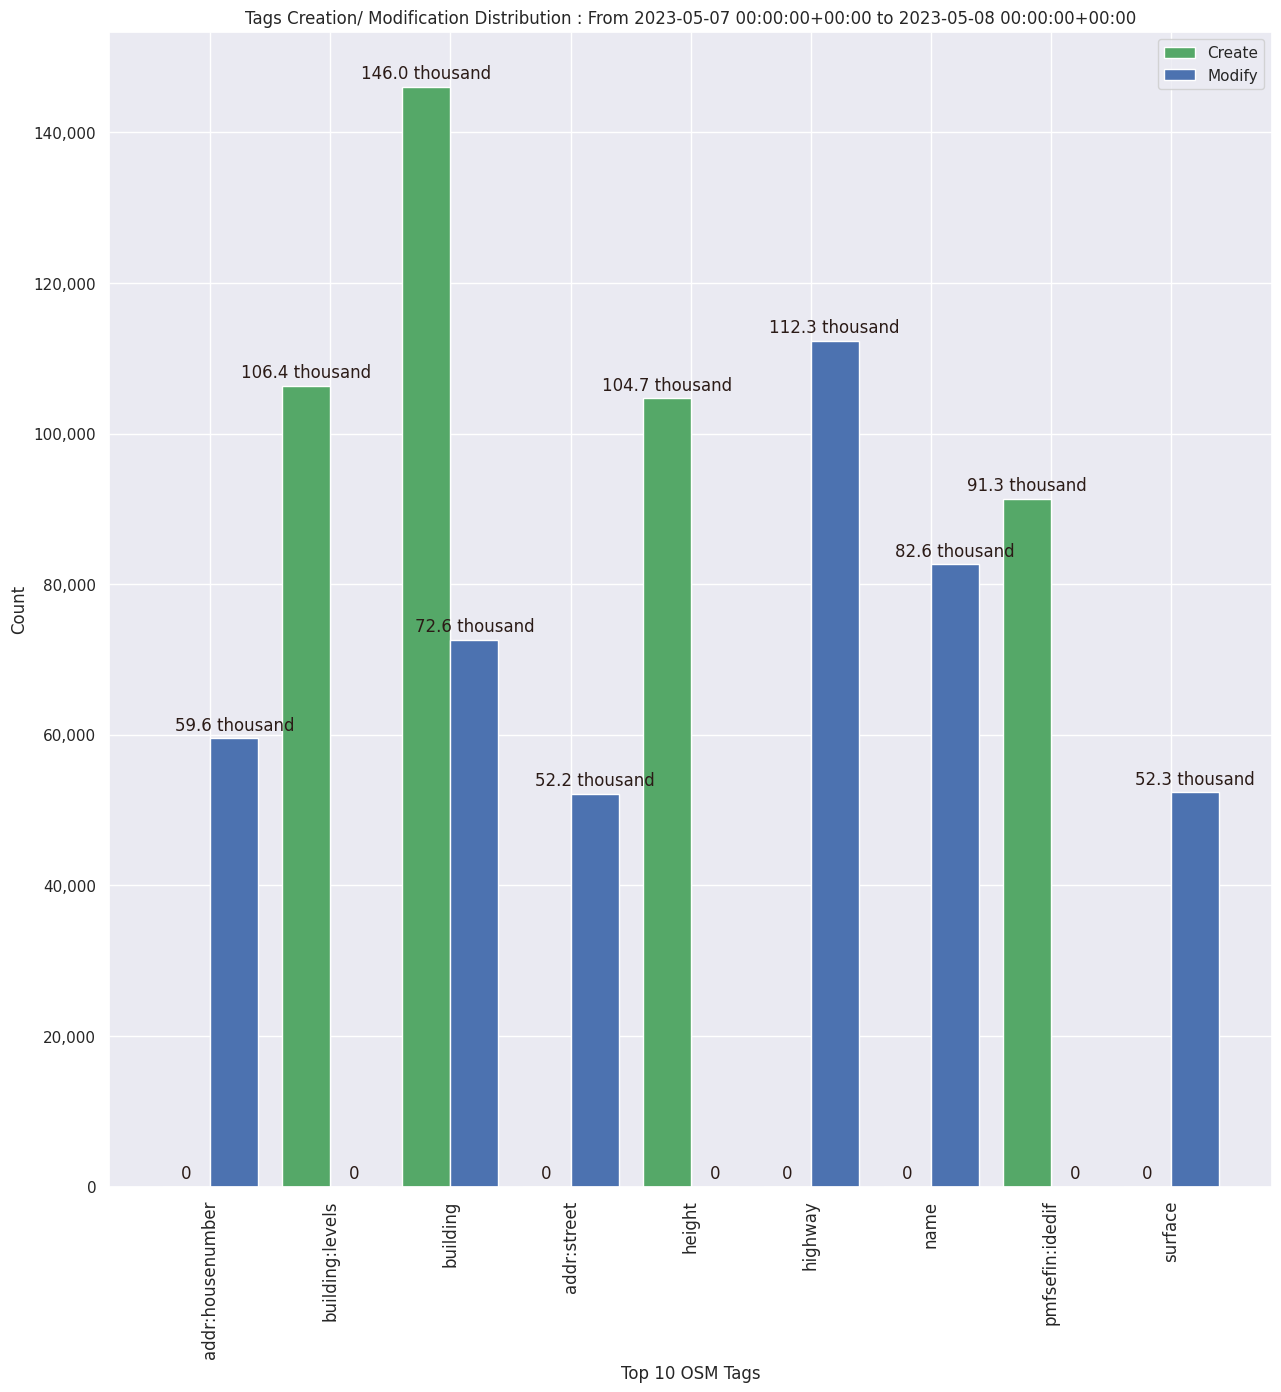 Tags Creation/ Modification Distribution : From 2023-05-07 00:00:00+00:00 to 2023-05-08 00:00:00+00:00
Create
Modify
146.0 thousand
140,000
120,000
112.3 thousand
106.4 thousand
104.7 thousand
100,000
91.3 thousand
82.6 thousand
80,000
72.6 thousand
60,000
59.6 thousand
52.2 thousand
52.3 thousand
40,000
20,000
0
0
0
0
0
0
0
0
0
Count
addr:housenumber
building:levels
building
addr:street
height
highway
name
pmfsefin:idedif
surface
Top 10 OSM Tags